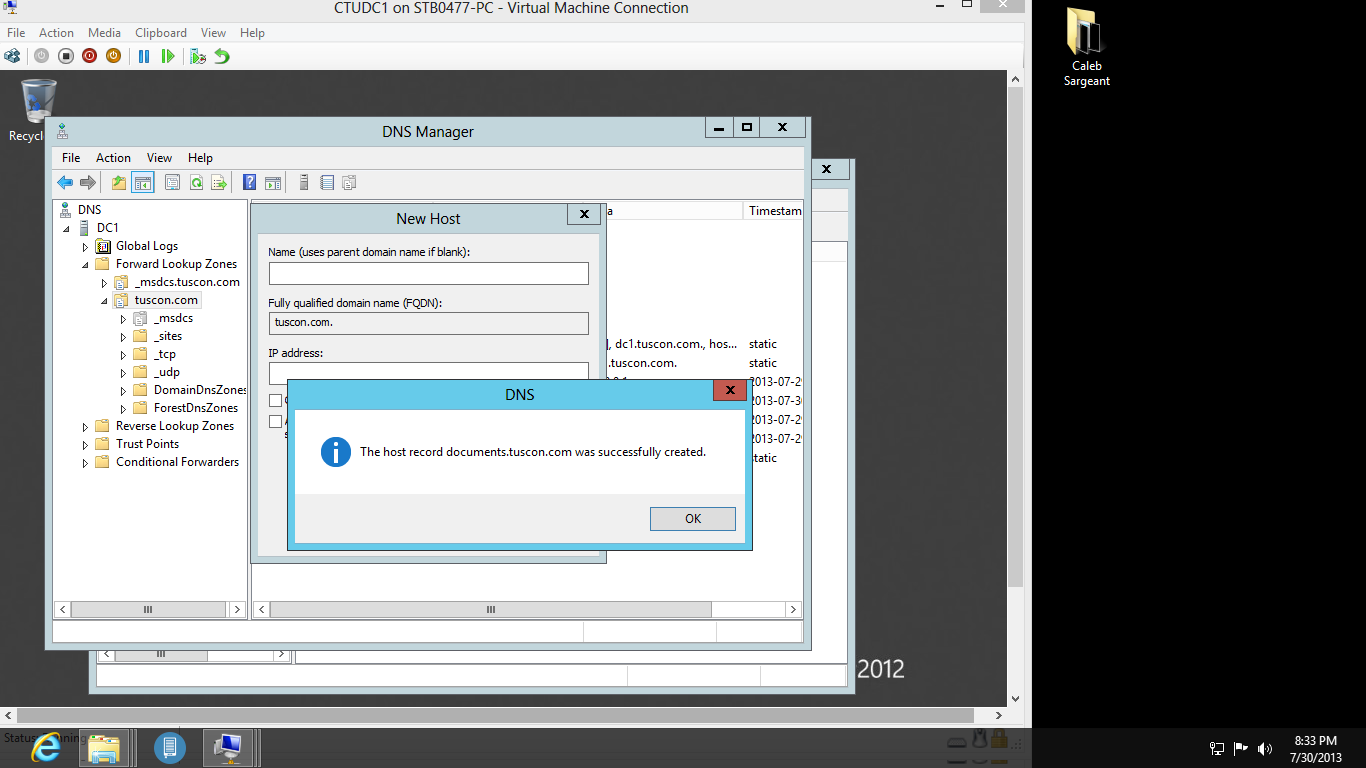 CTUDC1 on STB0477-PC - Virtual Machine Connection
File Action Media Clipboard View Help
Caleb
Sargeant
Recycl
DNS Manager
File Action View Help
DNS
DC1
Global Logs
Forward Lookup Zones
_msdcs.tuscon.com
tuscon.com
_msdcs
_sites
_tcp
_udp
DomainDnsZones
ForestDnsZones
Reverse Lookup Zones
Trust Points
Conditional Forwarders
New Host
Name (uses parent domain name if blank):
Fully qualified domain name (FQDN):
tuscon.com.
IP address:
a Timestam
], dc1.tuscon.com., hos... static
.tuscon.com. static
2013-07-29
2013-07-30
2013-07-29
2013-07-29
static
DNS
The host record documents.tuscon.com was successfully created.
OK
2012
Status:
8:33 PM
7/30/2013